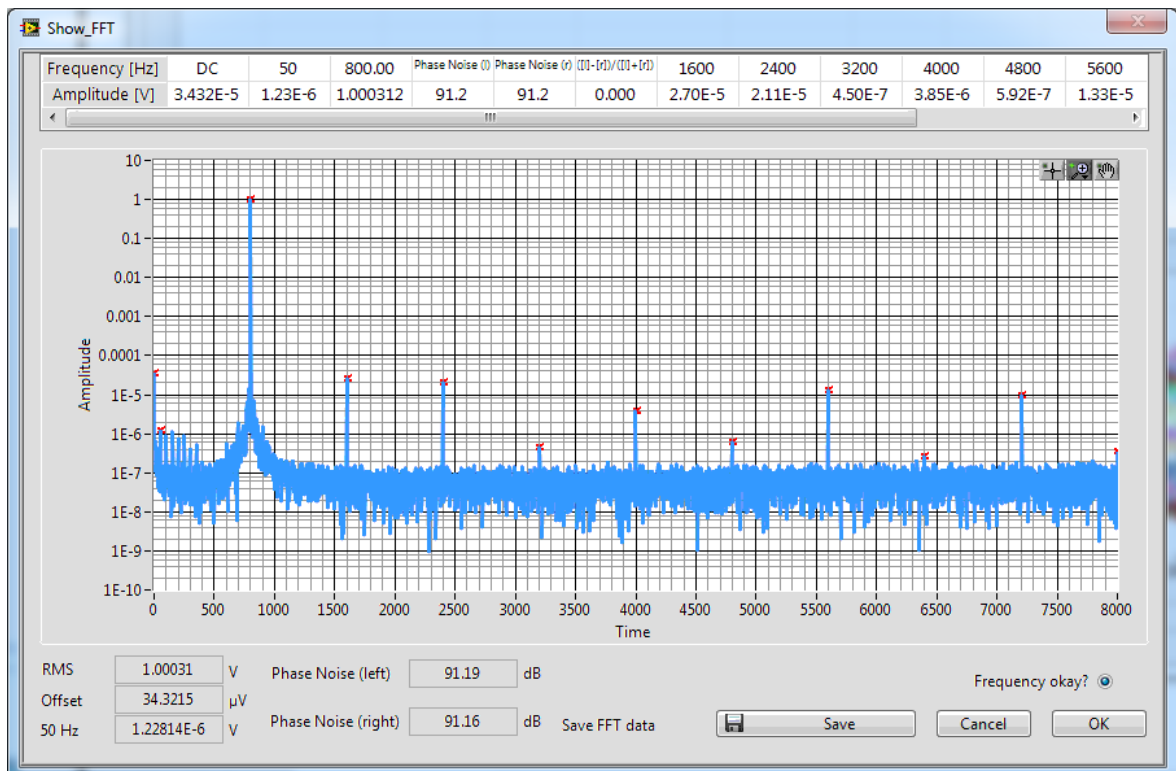 Show_FFT
Frequency [Hz] DC 50 800.00 Phase Noise (l) Phase Noise (r) ([l]-[r])/([l]+[r]) 1600 2400 3200 4000 4800 5600
Amplitude [V] 3.432E-5 1.23E-6 1.000312 91.2 91.2 0.000 2.70E-5 2.11E-5 4.50E-7 3.85E-6 5.92E-7 1.33E-5
10
1
0.1
0.01
0.001
0.0001
1E-5
1E-6
1E-7
1E-8
1E-9
1E-10
Amplitude
0 500 1000 1500 2000 2500 3000 3500 4000 4500 5000 5500 6000 6500 7000 7500 8000
Time
RMS 1.00031 V Phase Noise (left) 91.19 dB
Frequency okay?
Offset 34.3215 µV
50 Hz 1.22814E-6 V Phase Noise (right) 91.16 dB Save FFT data Save Cancel OK